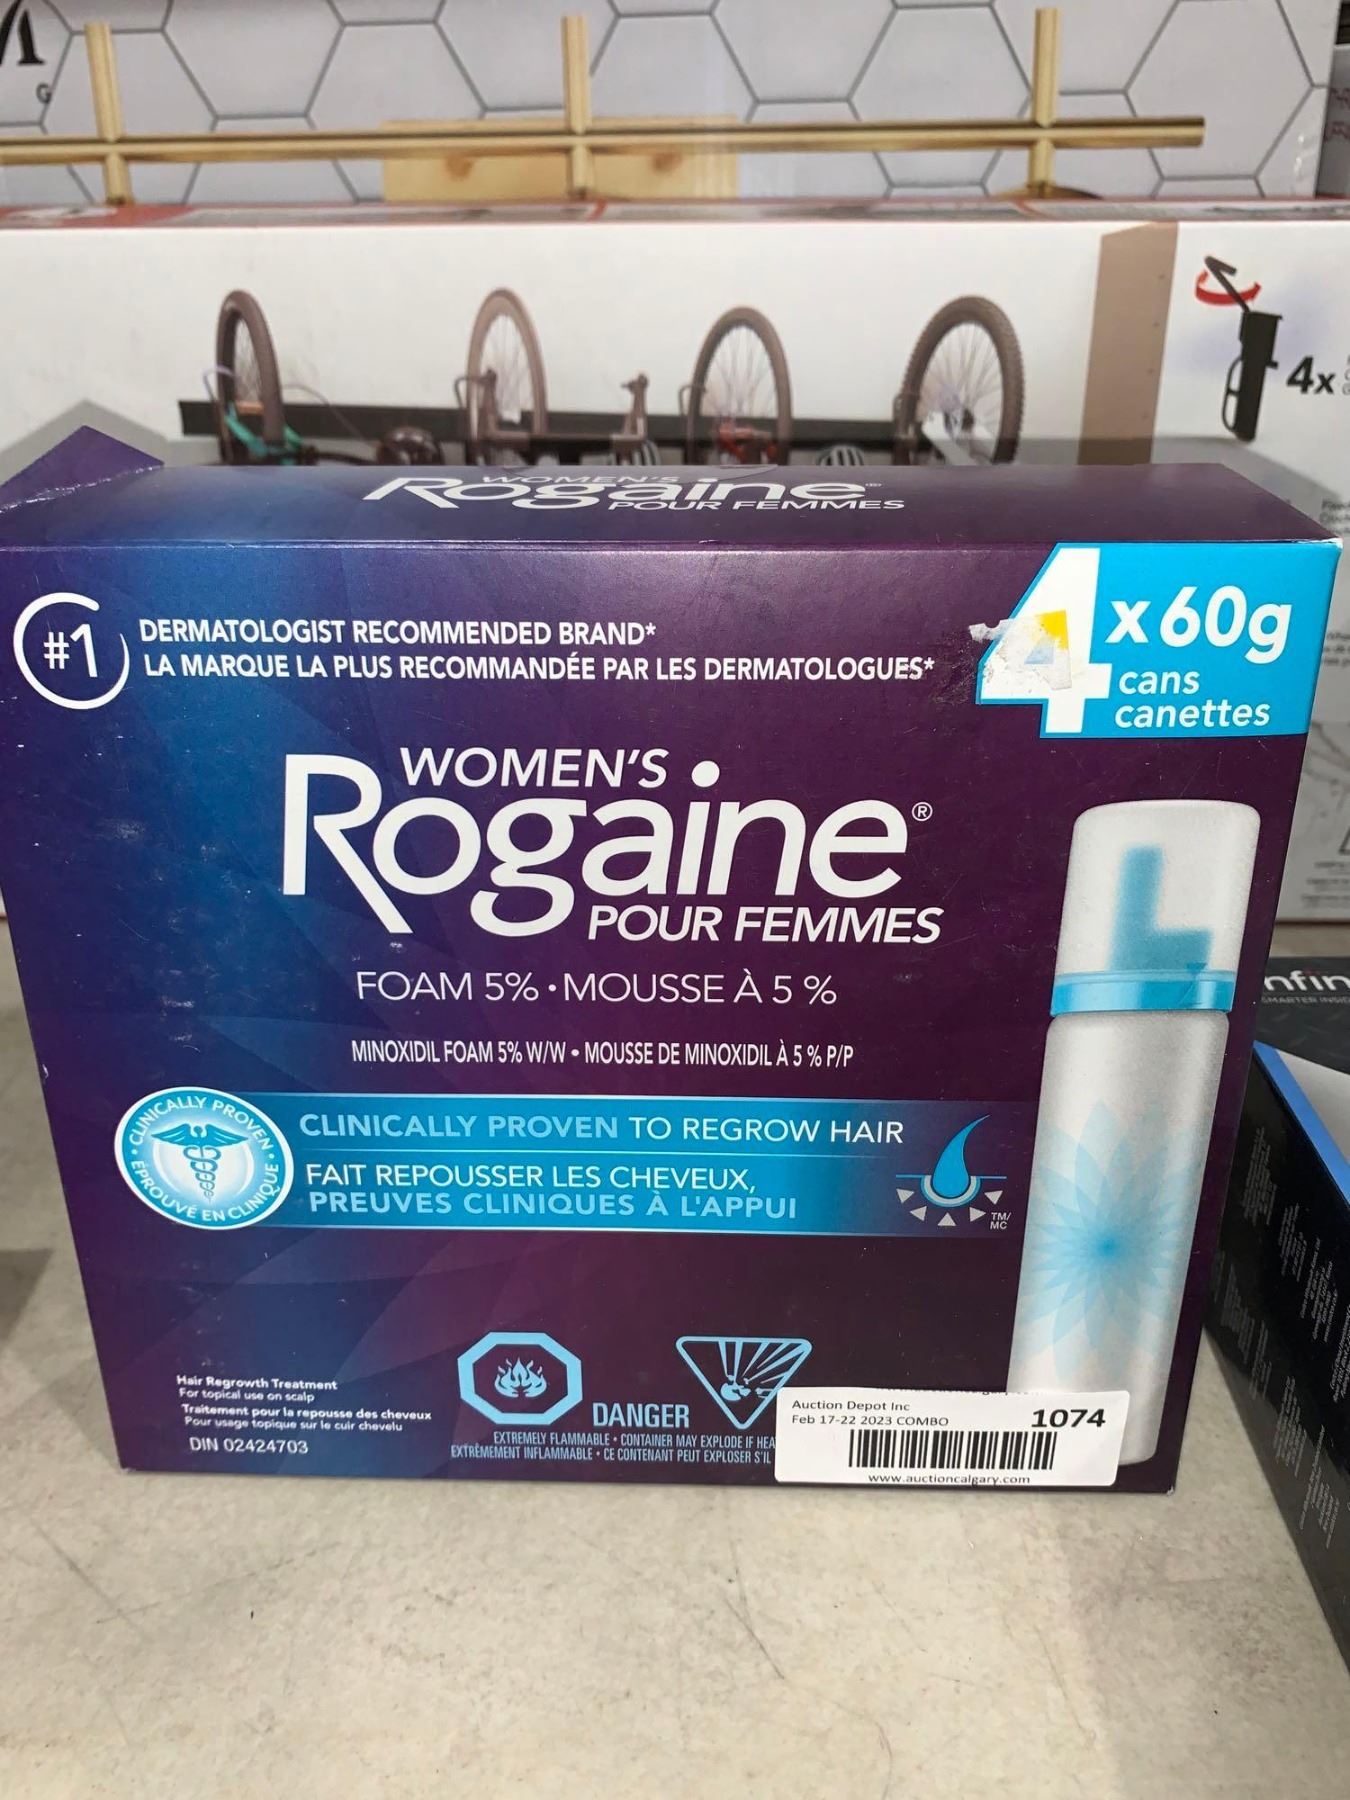 G
4x
WOMEN'S
Rogaine®
POUR FEMMES
#1
DERMATOLOGIST RECOMMENDED BRAND*
LA MARQUE LA PLUS RECOMMANDÉE PAR LES DERMATOLOGUES*
4 x 60g
cans
canettes
WOMEN'S
Rogaine®
POUR FEMMES
FOAM 5% • MOUSSE À 5 %
MINOXIDIL FOAM 5% W/W • MOUSSE DE MINOXIDIL À 5 % P/P
CLINICALLY PROVEN • ÉPROUVÉ EN CLINIQUE •
CLINICALLY PROVEN TO REGROW HAIR
FAIT REPOUSSER LES CHEVEUX,
PREUVES CLINIQUES À L'APPUI
TM/
MC
Hair Regrowth Treatment
For topical use on scalp
Traitement pour la repousse des cheveux
Pour usage topique sur le cuir chevelu
DIN 02424703
DANGER
EXTREMELY FLAMMABLE • CONTAINER MAY EXPLODE IF HEA
EXTRÊMEMENT INFLAMMABLE • CE CONTENANT PEUT EXPLOSER S'IL
Auction Depot Inc
Feb 17-22 2023 COMBO
1074
www.auctioncalgary.com
nfin
SMARTER INSID